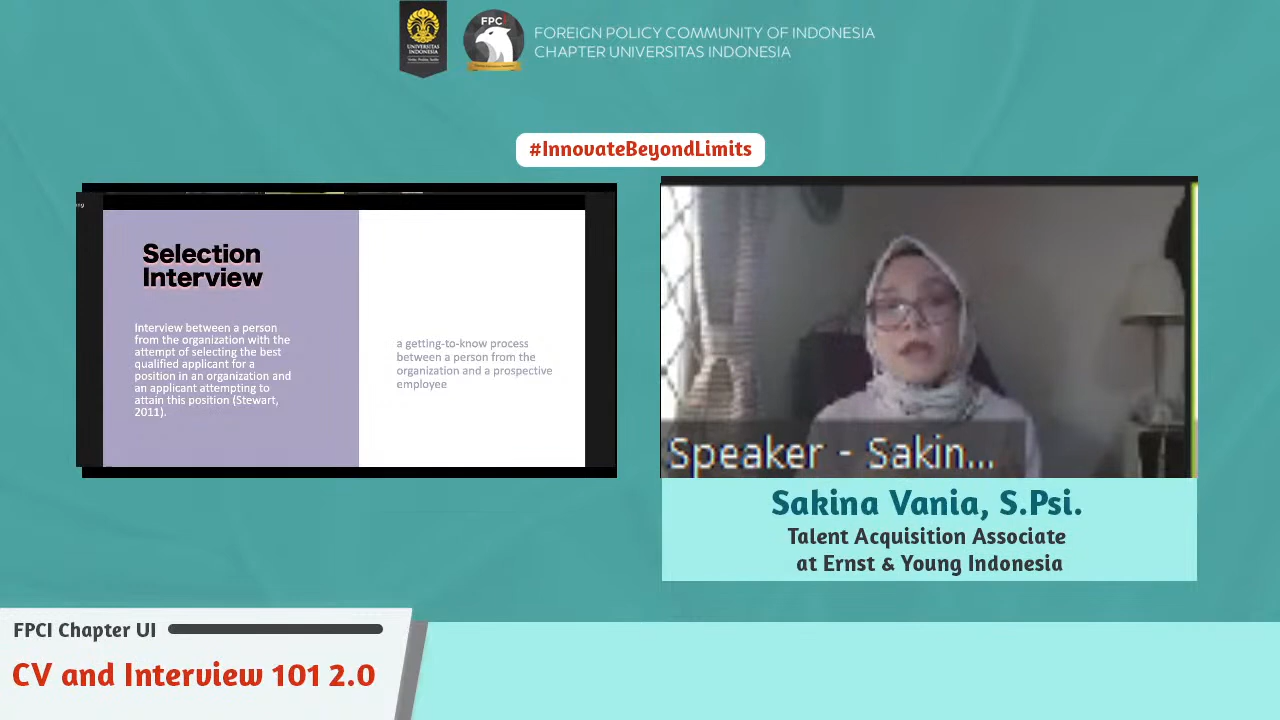 UNIVERSITAS
INDONESIA
FPC
FOREIGN POLICY COMMUNITY OF INDONESIA
CHAPTER UNIVERSITAS INDONESIA
#InnovateBeyondLimits
Selection
Interview
Interview between a person
from the organization with the
attempt of selecting the best
qualified applicant for a
position in an organization and
an applicant attempting to
attain this position (Stewart,
2011).
a getting-to-know process
between a person from the
organization and a prospective
employee
Speaker - Sakin...
Sakina Vania, S.Psi.
Talent Acquisition Associate
at Ernst & Young Indonesia
FPCI Chapter UI
CV and Interview 101 2.0